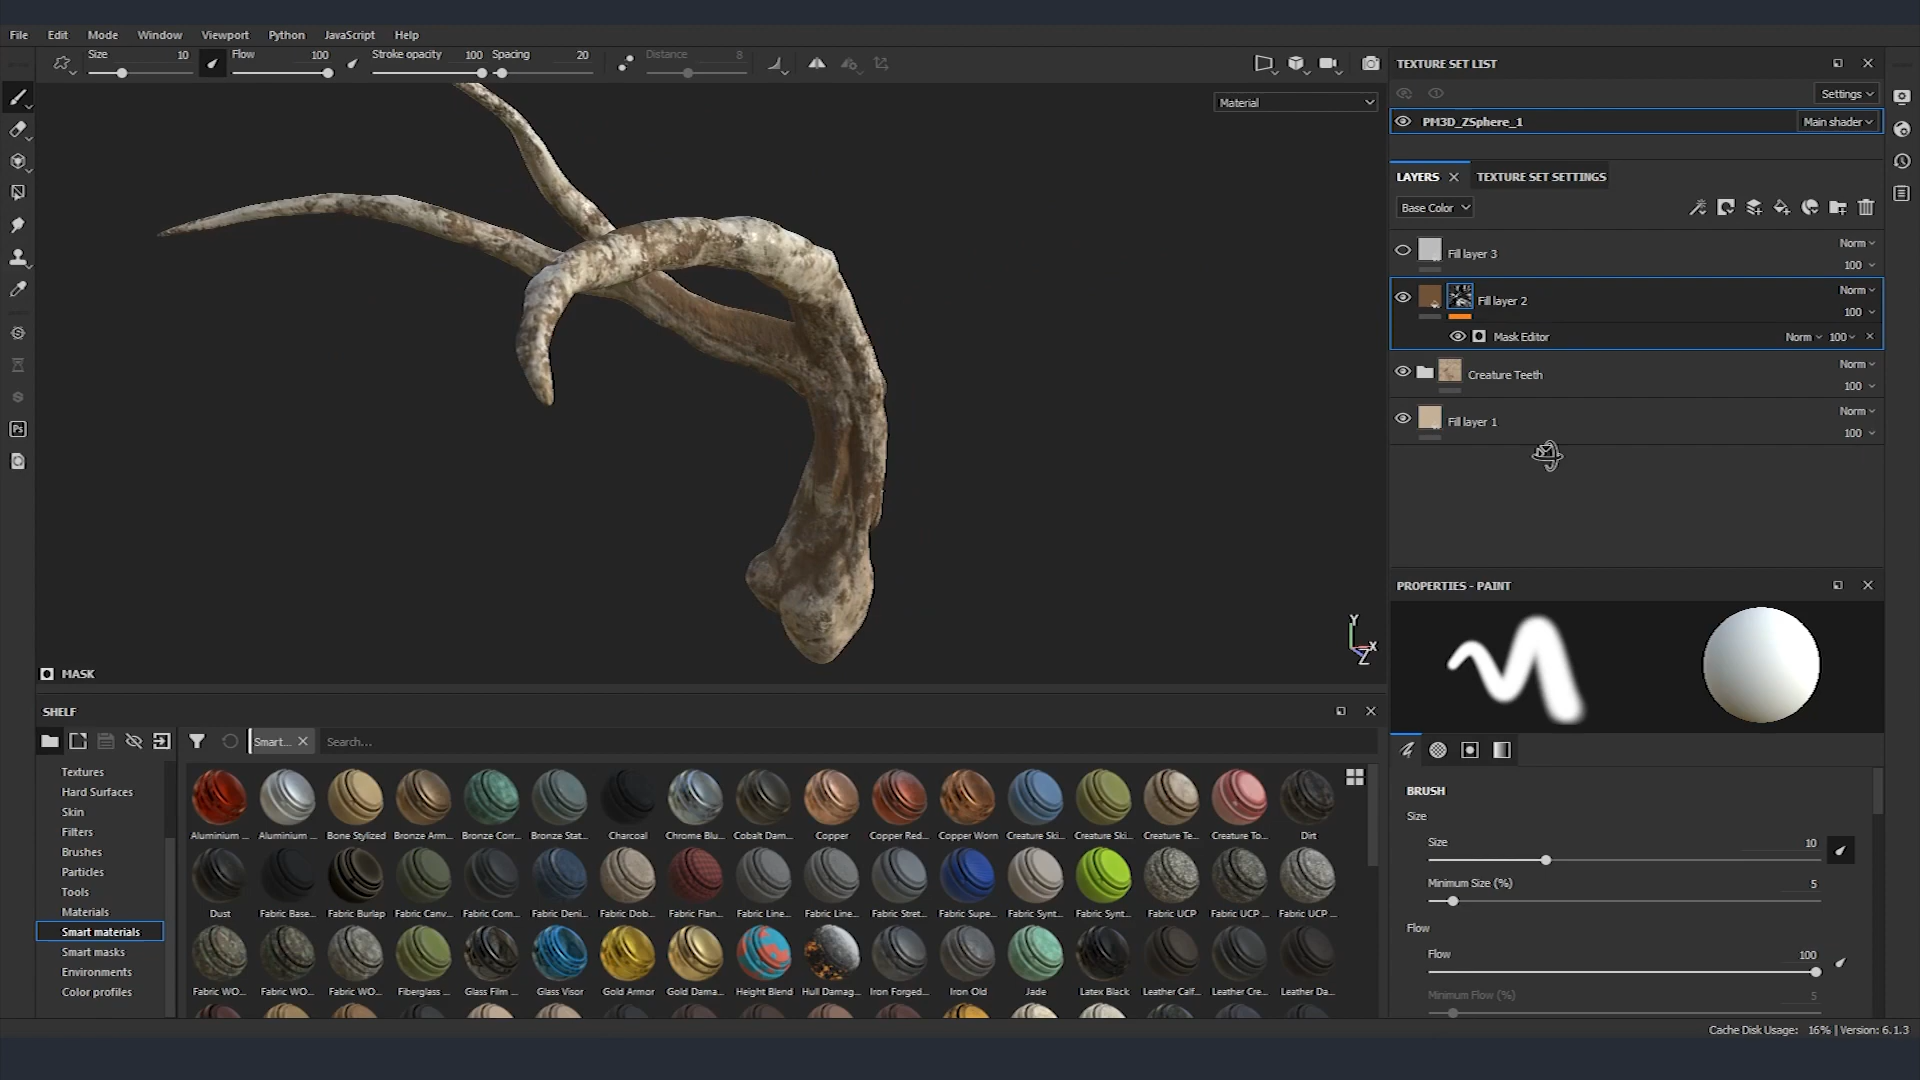 File Edit Mode Window Viewport Python JavaScript Help
Size 10 Flow 100 Stroke opacity 100 Spacing 20 Distance 8
Material
MASK
Y
X
Z
TEXTURE SET LIST
Settings
PM3D_ZSphere_1 Main shader
LAYERS TEXTURE SET SETTINGS
Base Color
Fill layer 3 Norm 100
Fill layer 2 Norm 100
Mask Editor Norm 100
Creature Teeth Norm 100
Fill layer 1 Norm 100
Ps
PROPERTIES - PAINT
BRUSH
Size
Size 10
Minimum Size (%) 5
Flow
Flow 100
Minimum Flow (%) 5
SHELF
Smart... Search...
Textures
Hard Surfaces
Skin
Filters
Brushes
Particles
Tools
Materials
Smart materials
Smart masks
Environments
Color profiles
Aluminium ... Aluminium ... Bone Stylized Bronze Arm... Bronze Corr... Bronze Stat... Charcoal Chrome Blu... Cobalt Dam... Copper Copper Red... Copper Worn Creature Ski... Creature Ski... Creature Te... Creature To... Dirt
Dust Fabric Base... Fabric Burlap Fabric Canv... Fabric Com... Fabric Deni... Fabric Dob... Fabric Flan... Fabric Line... Fabric Line... Fabric Stret... Fabric Supe... Fabric Synt... Fabric Synt... Fabric UCP Fabric UCP ... Fabric UCP ...
Fabric WO... Fabric WO... Fabric WO... Fiberglass ... Glass Film ... Glass Visor Gold Armor Gold Dama... Height Blend Hull Damag... Iron Forged... Iron Old Jade Latex Black Leather Calf... Leather Cre... Leather Da...
Cache Disk Usage: 16% | Version: 6.1.3